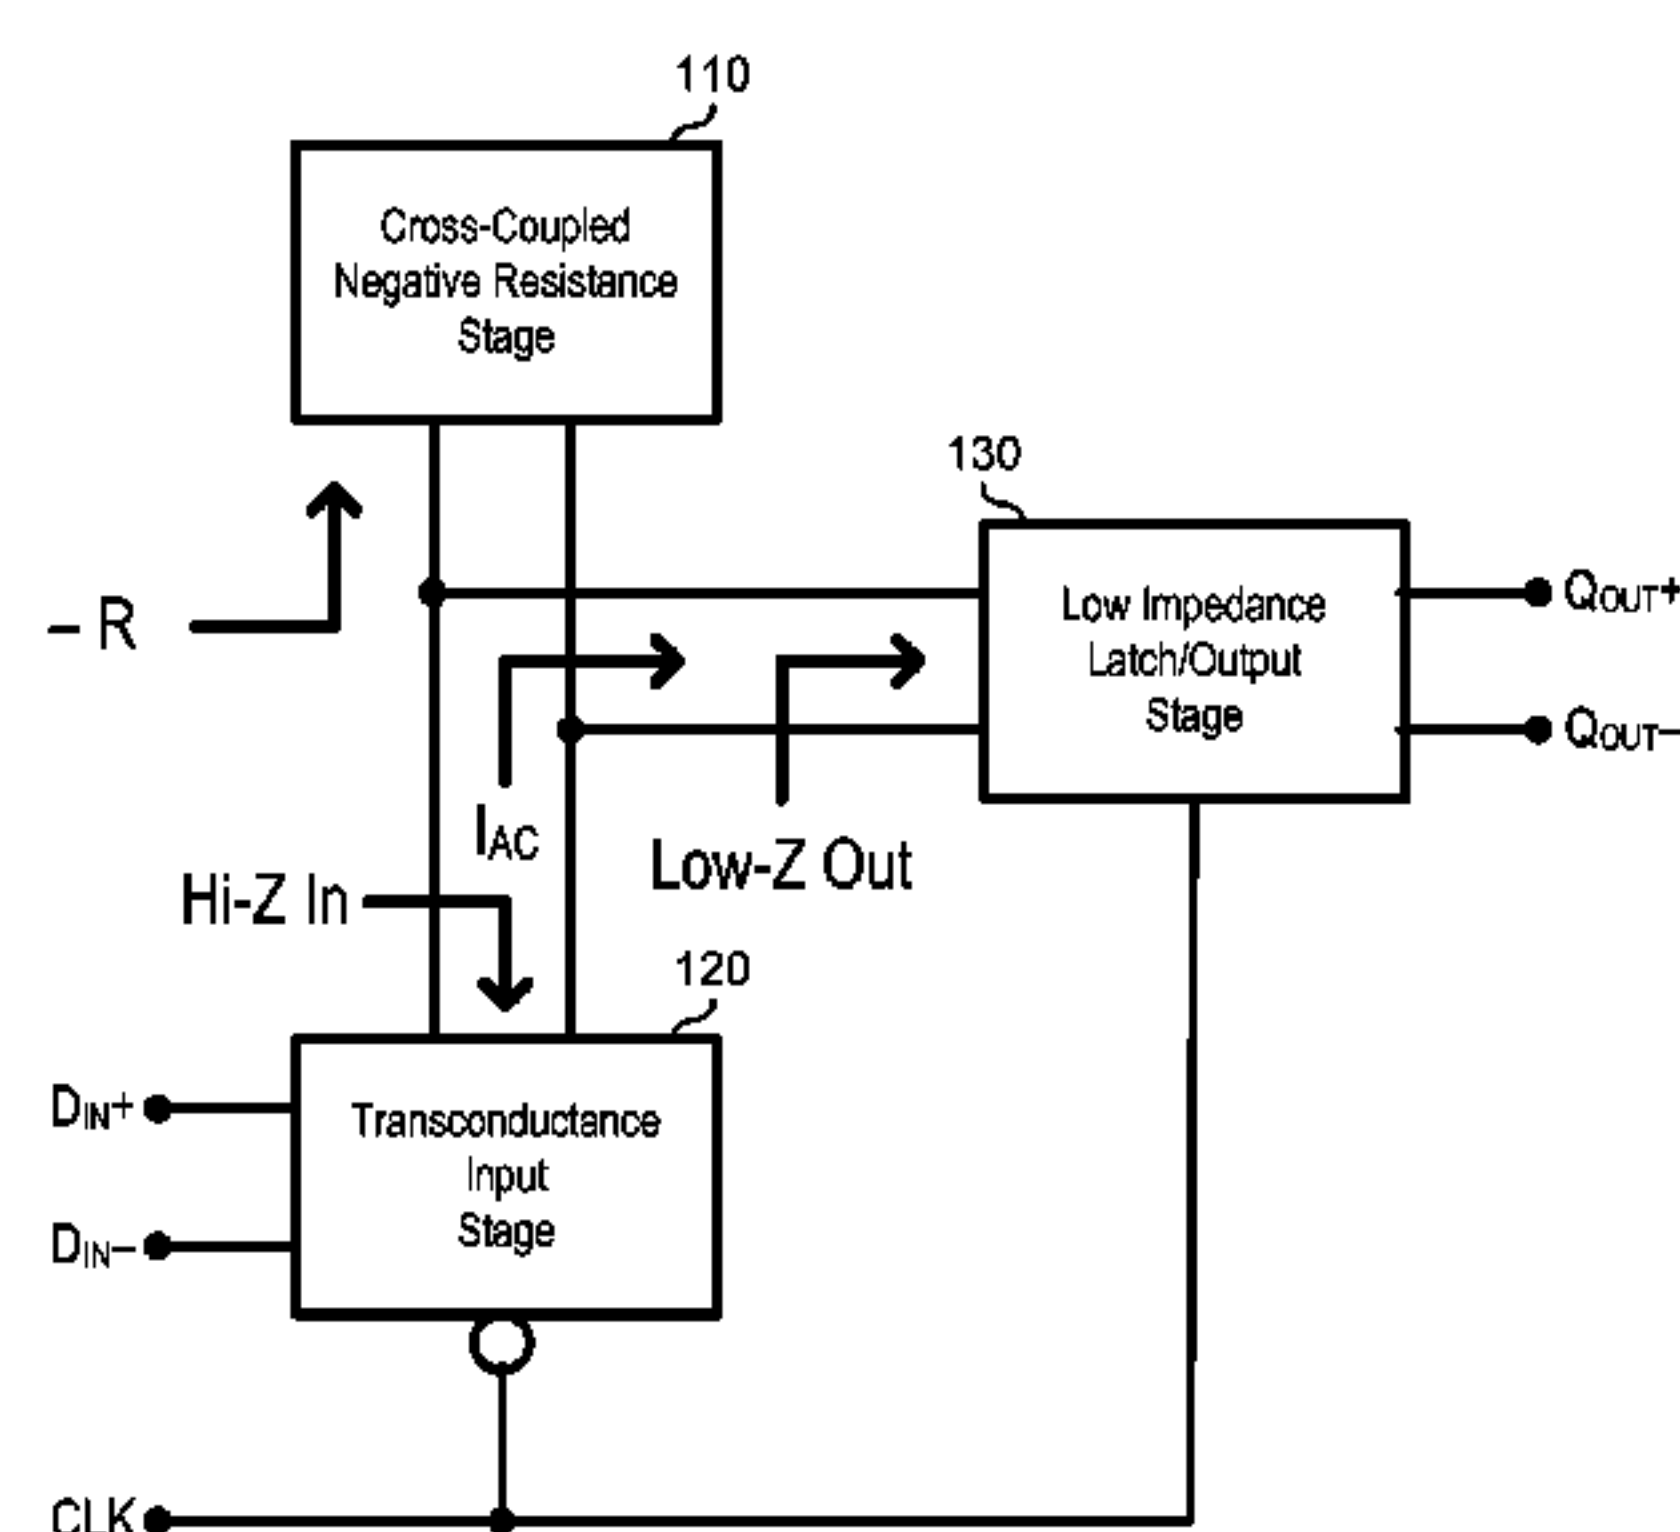 110
Cross-Coupled
Negative Resistance
Stage
130
– R
Low Impedance
Latch/Output
Stage
QOUT+
QOUT–
IAC
Low-Z Out
Hi-Z In
120
DIN+
DIN–
Transconductance
Input
Stage
CLK